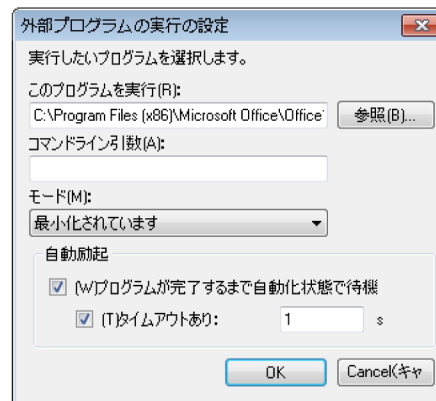 外部プログラムの実行の設定
実行したいプログラムを選択します。
このプログラムを実行(R):
C:\Program Files (x86)\Microsoft Office\Office
参照(B)...
コマンドライン引数(A):
モード(M):
最小化されています
自動励起
(W)プログラムが完了するまで自動化状態で待機
(T)タイムアウトあり: 1 s
OK Cancel(キャ